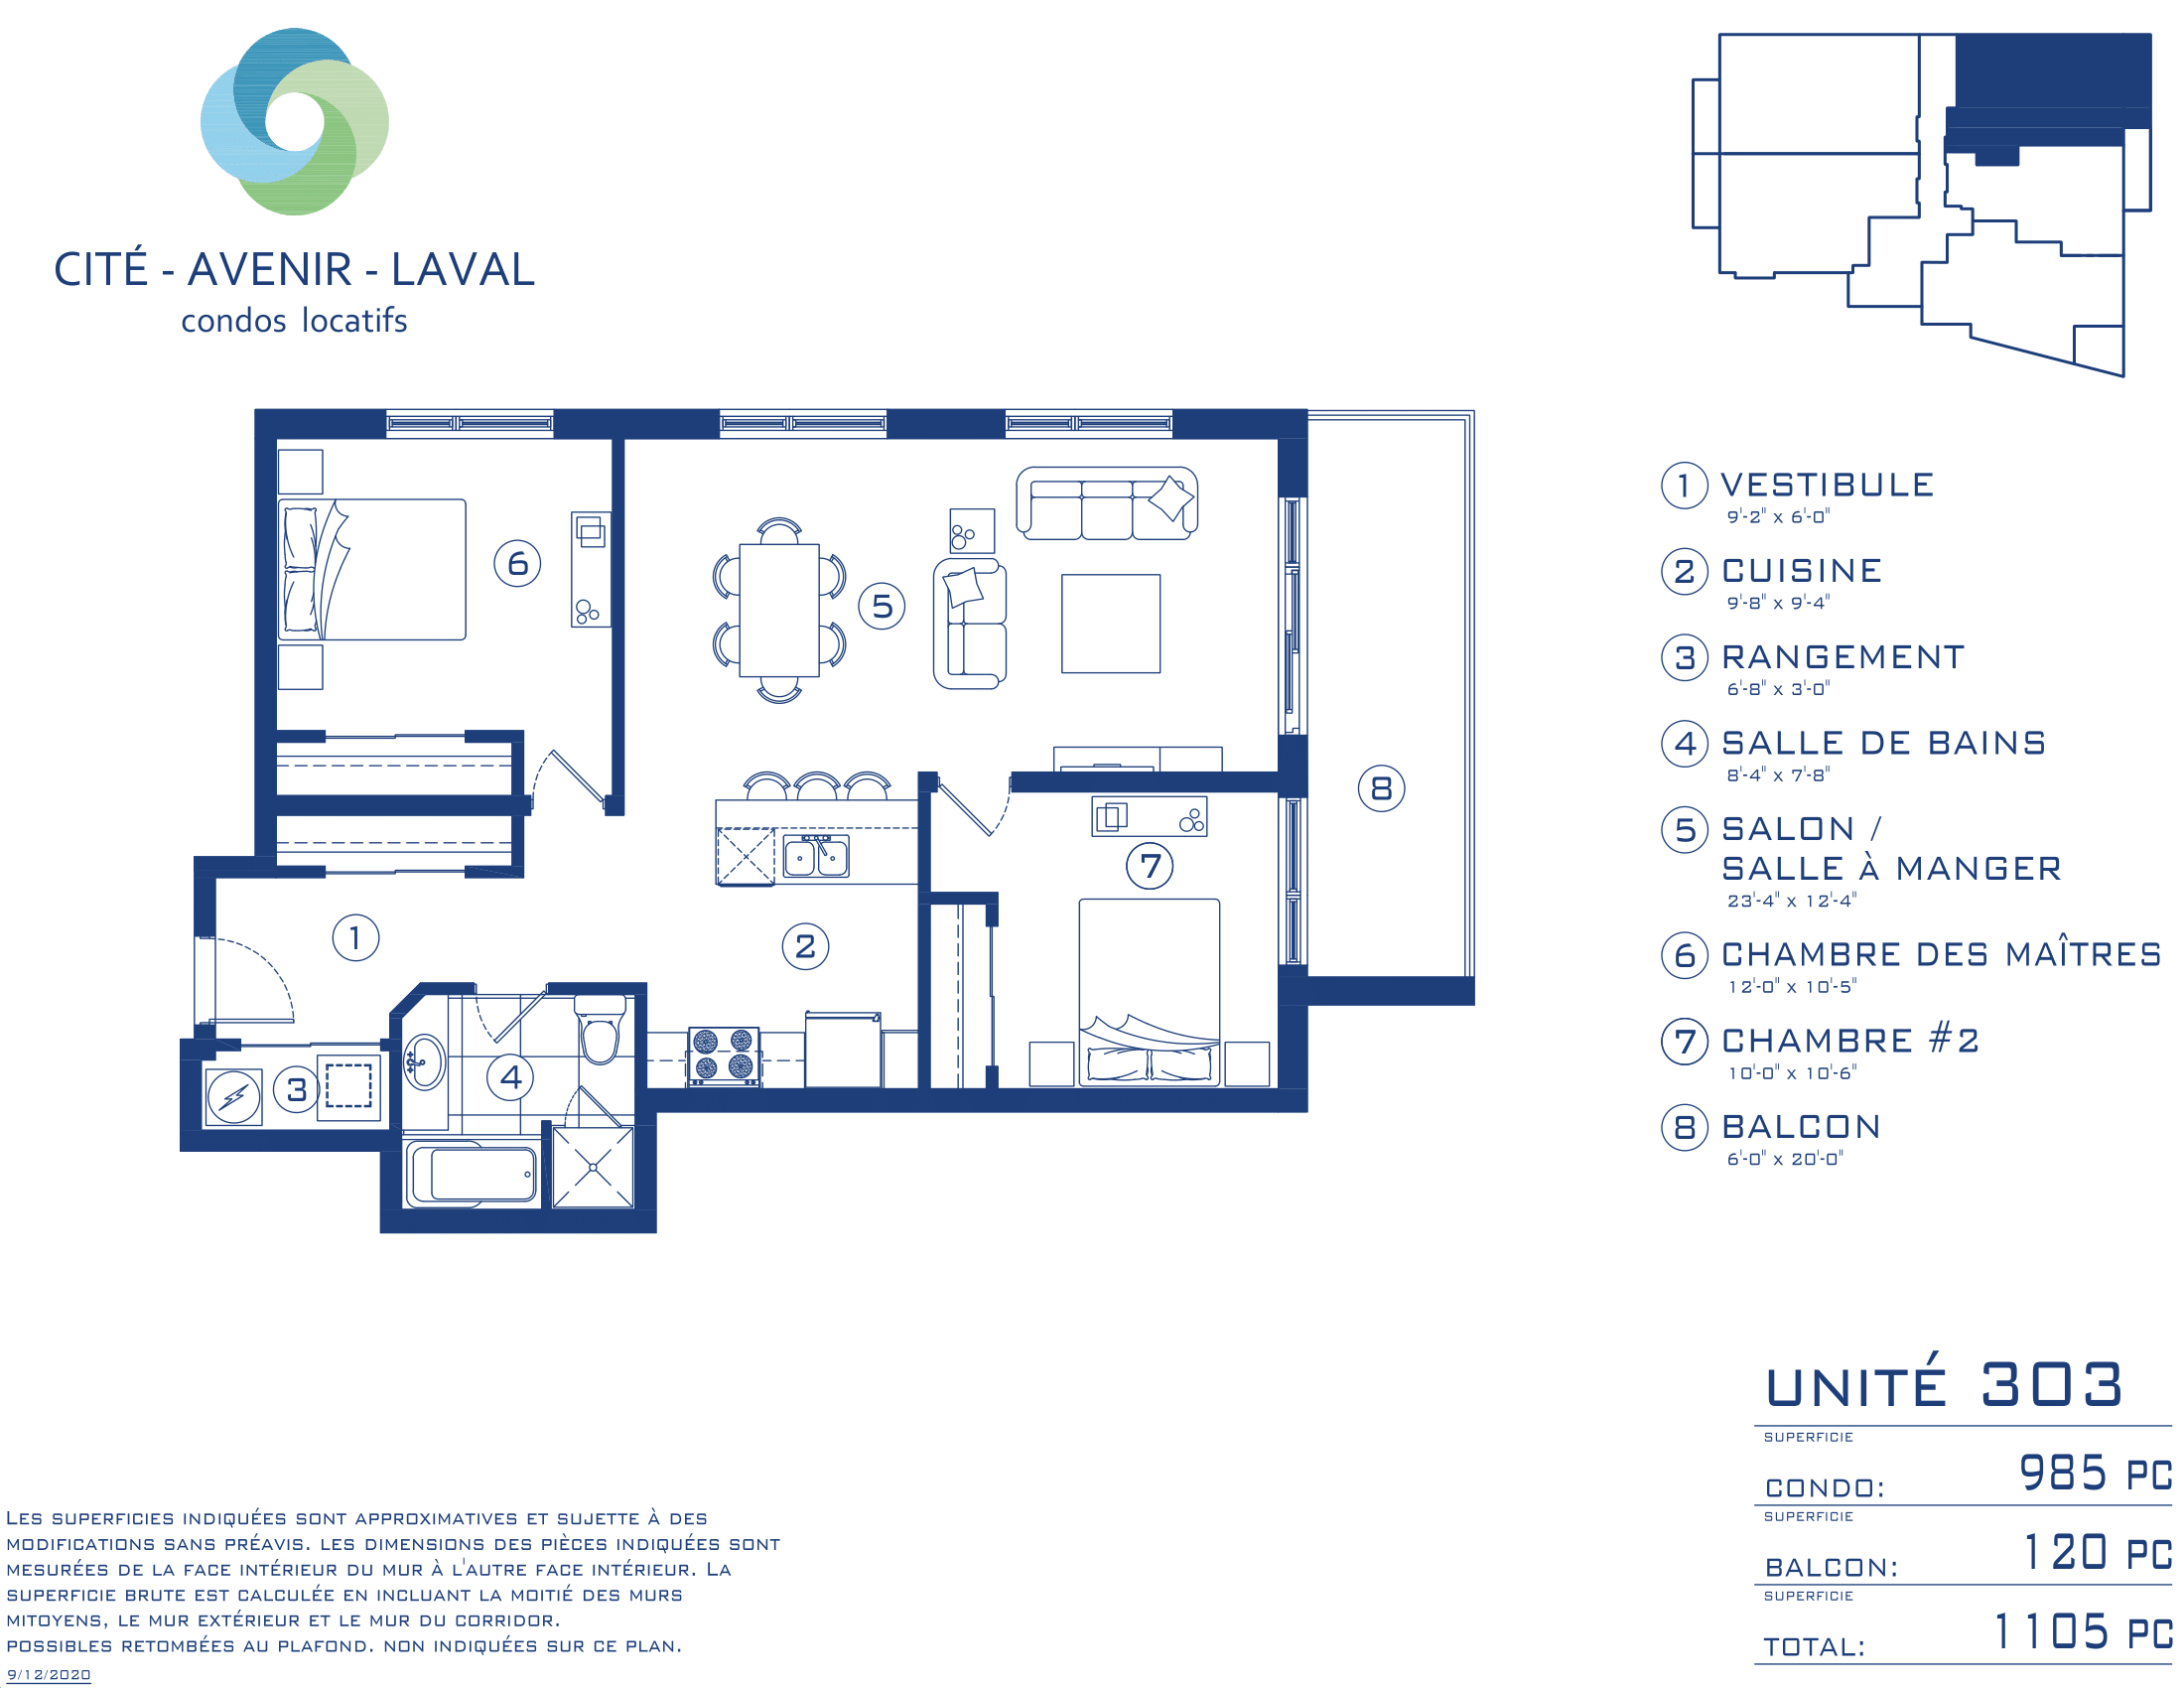 CITÉ - AVENIR - LAVAL
condos locatifs
1 VESTIBULE
9'-2" x 6'-0"
2 CUISINE
9'-8" x 9'-4"
3 RANGEMENT
6'-8" x 3'-0"
4 SALLE DE BAINS
8'-4" x 7'-8"
5 SALON /
SALLE À MANGER
23'-4" x 12'-4"
6 CHAMBRE DES MAÎTRES
12'-0" x 10'-5"
7 CHAMBRE #2
10'-0" x 10'-6"
8 BALCON
6'-0" x 20'-0"
6
5
8
7
1
2
3
4
UNITÉ 303
SUPERFICIE
CONDO: 985 PC
SUPERFICIE
BALCON: 120 PC
SUPERFICIE
TOTAL: 1105 PC
LES SUPERFICIES INDIQUÉES SONT APPROXIMATIVES ET SUJETTE À DES
MODIFICATIONS SANS PRÉAVIS. LES DIMENSIONS DES PIÈCES INDIQUÉES SONT
MESURÉES DE LA FACE INTÉRIEUR DU MUR À L'AUTRE FACE INTÉRIEUR. LA
SUPERFICIE BRUTE EST CALCULÉE EN INCLUANT LA MOITIÉ DES MURS
MITOYENS, LE MUR EXTÉRIEUR ET LE MUR DU CORRIDOR.
POSSIBLES RETOMBÉES AU PLAFOND. NON INDIQUÉES SUR CE PLAN.
9/12/2020